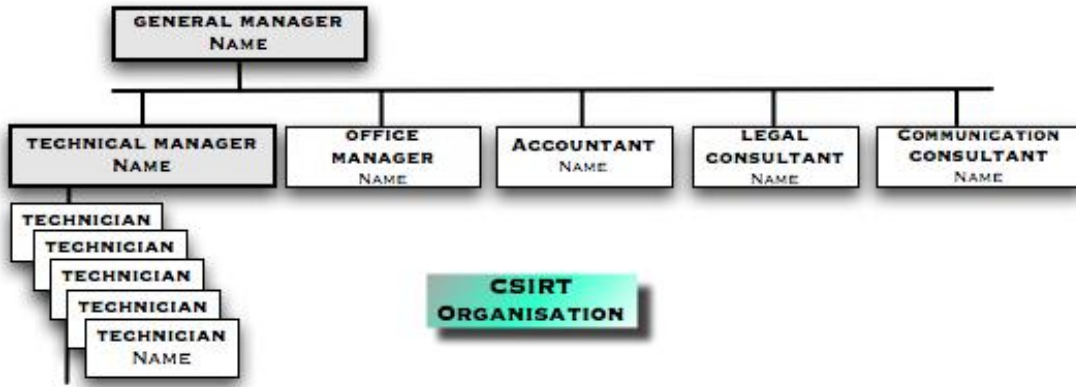 GENERAL MANAGER
NAME
TECHNICAL MANAGER
NAME
OFFICE
MANAGER
NAME
ACCOUNTANT
NAME
LEGAL
CONSULTANT
NAME
COMMUNICATION
CONSULTANT
NAME
TECHNICIAN
TECHNICIAN
TECHNICIAN
TECHNICIAN
TECHNICIAN
NAME
CSIRT
ORGANISATION